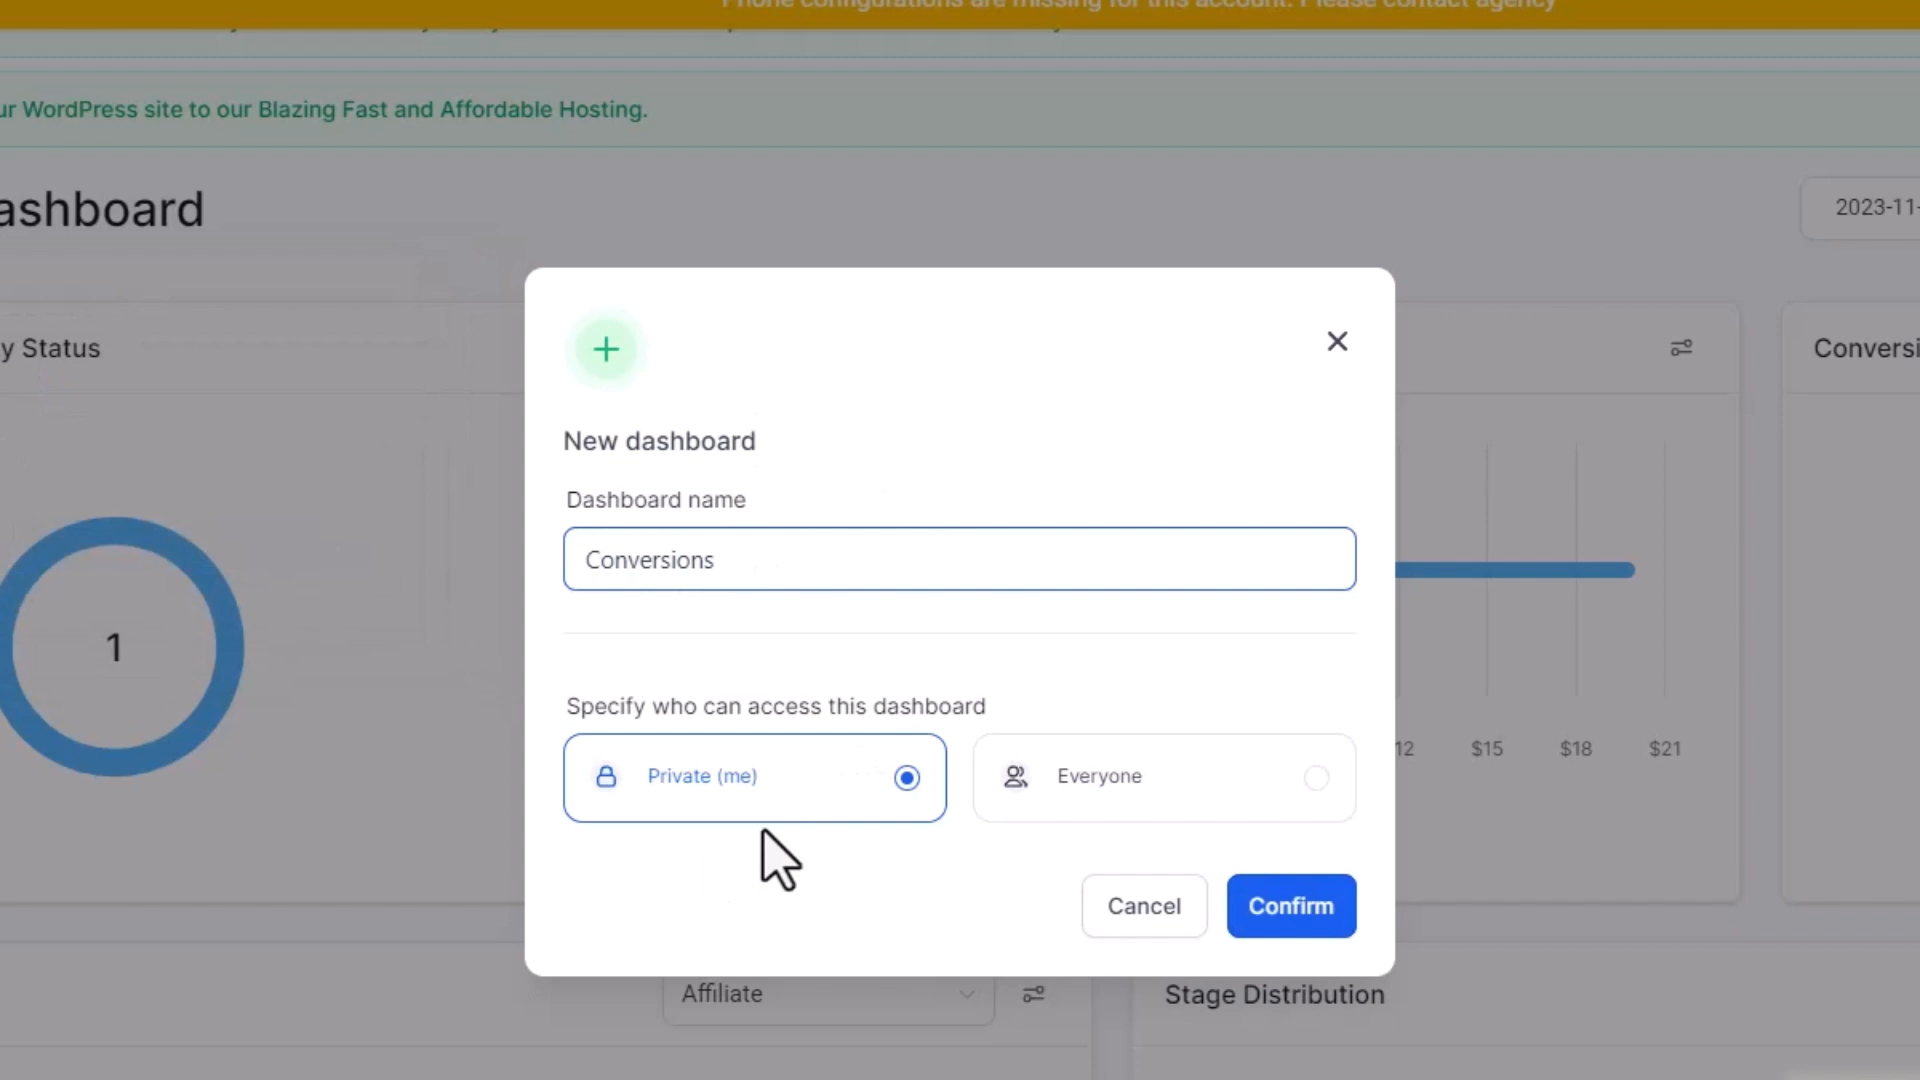 Phone configurations are missing for this account. Please contact agency
ur WordPress site to our Blazing Fast and Affordable Hosting.
ashboard
2023-11-
y Status
Conversi
New dashboard
Dashboard name
Conversions
1
Specify who can access this dashboard
Private (me)
Everyone
12 $15 $18 $21
Cancel
Confirm
Affiliate
Stage Distribution